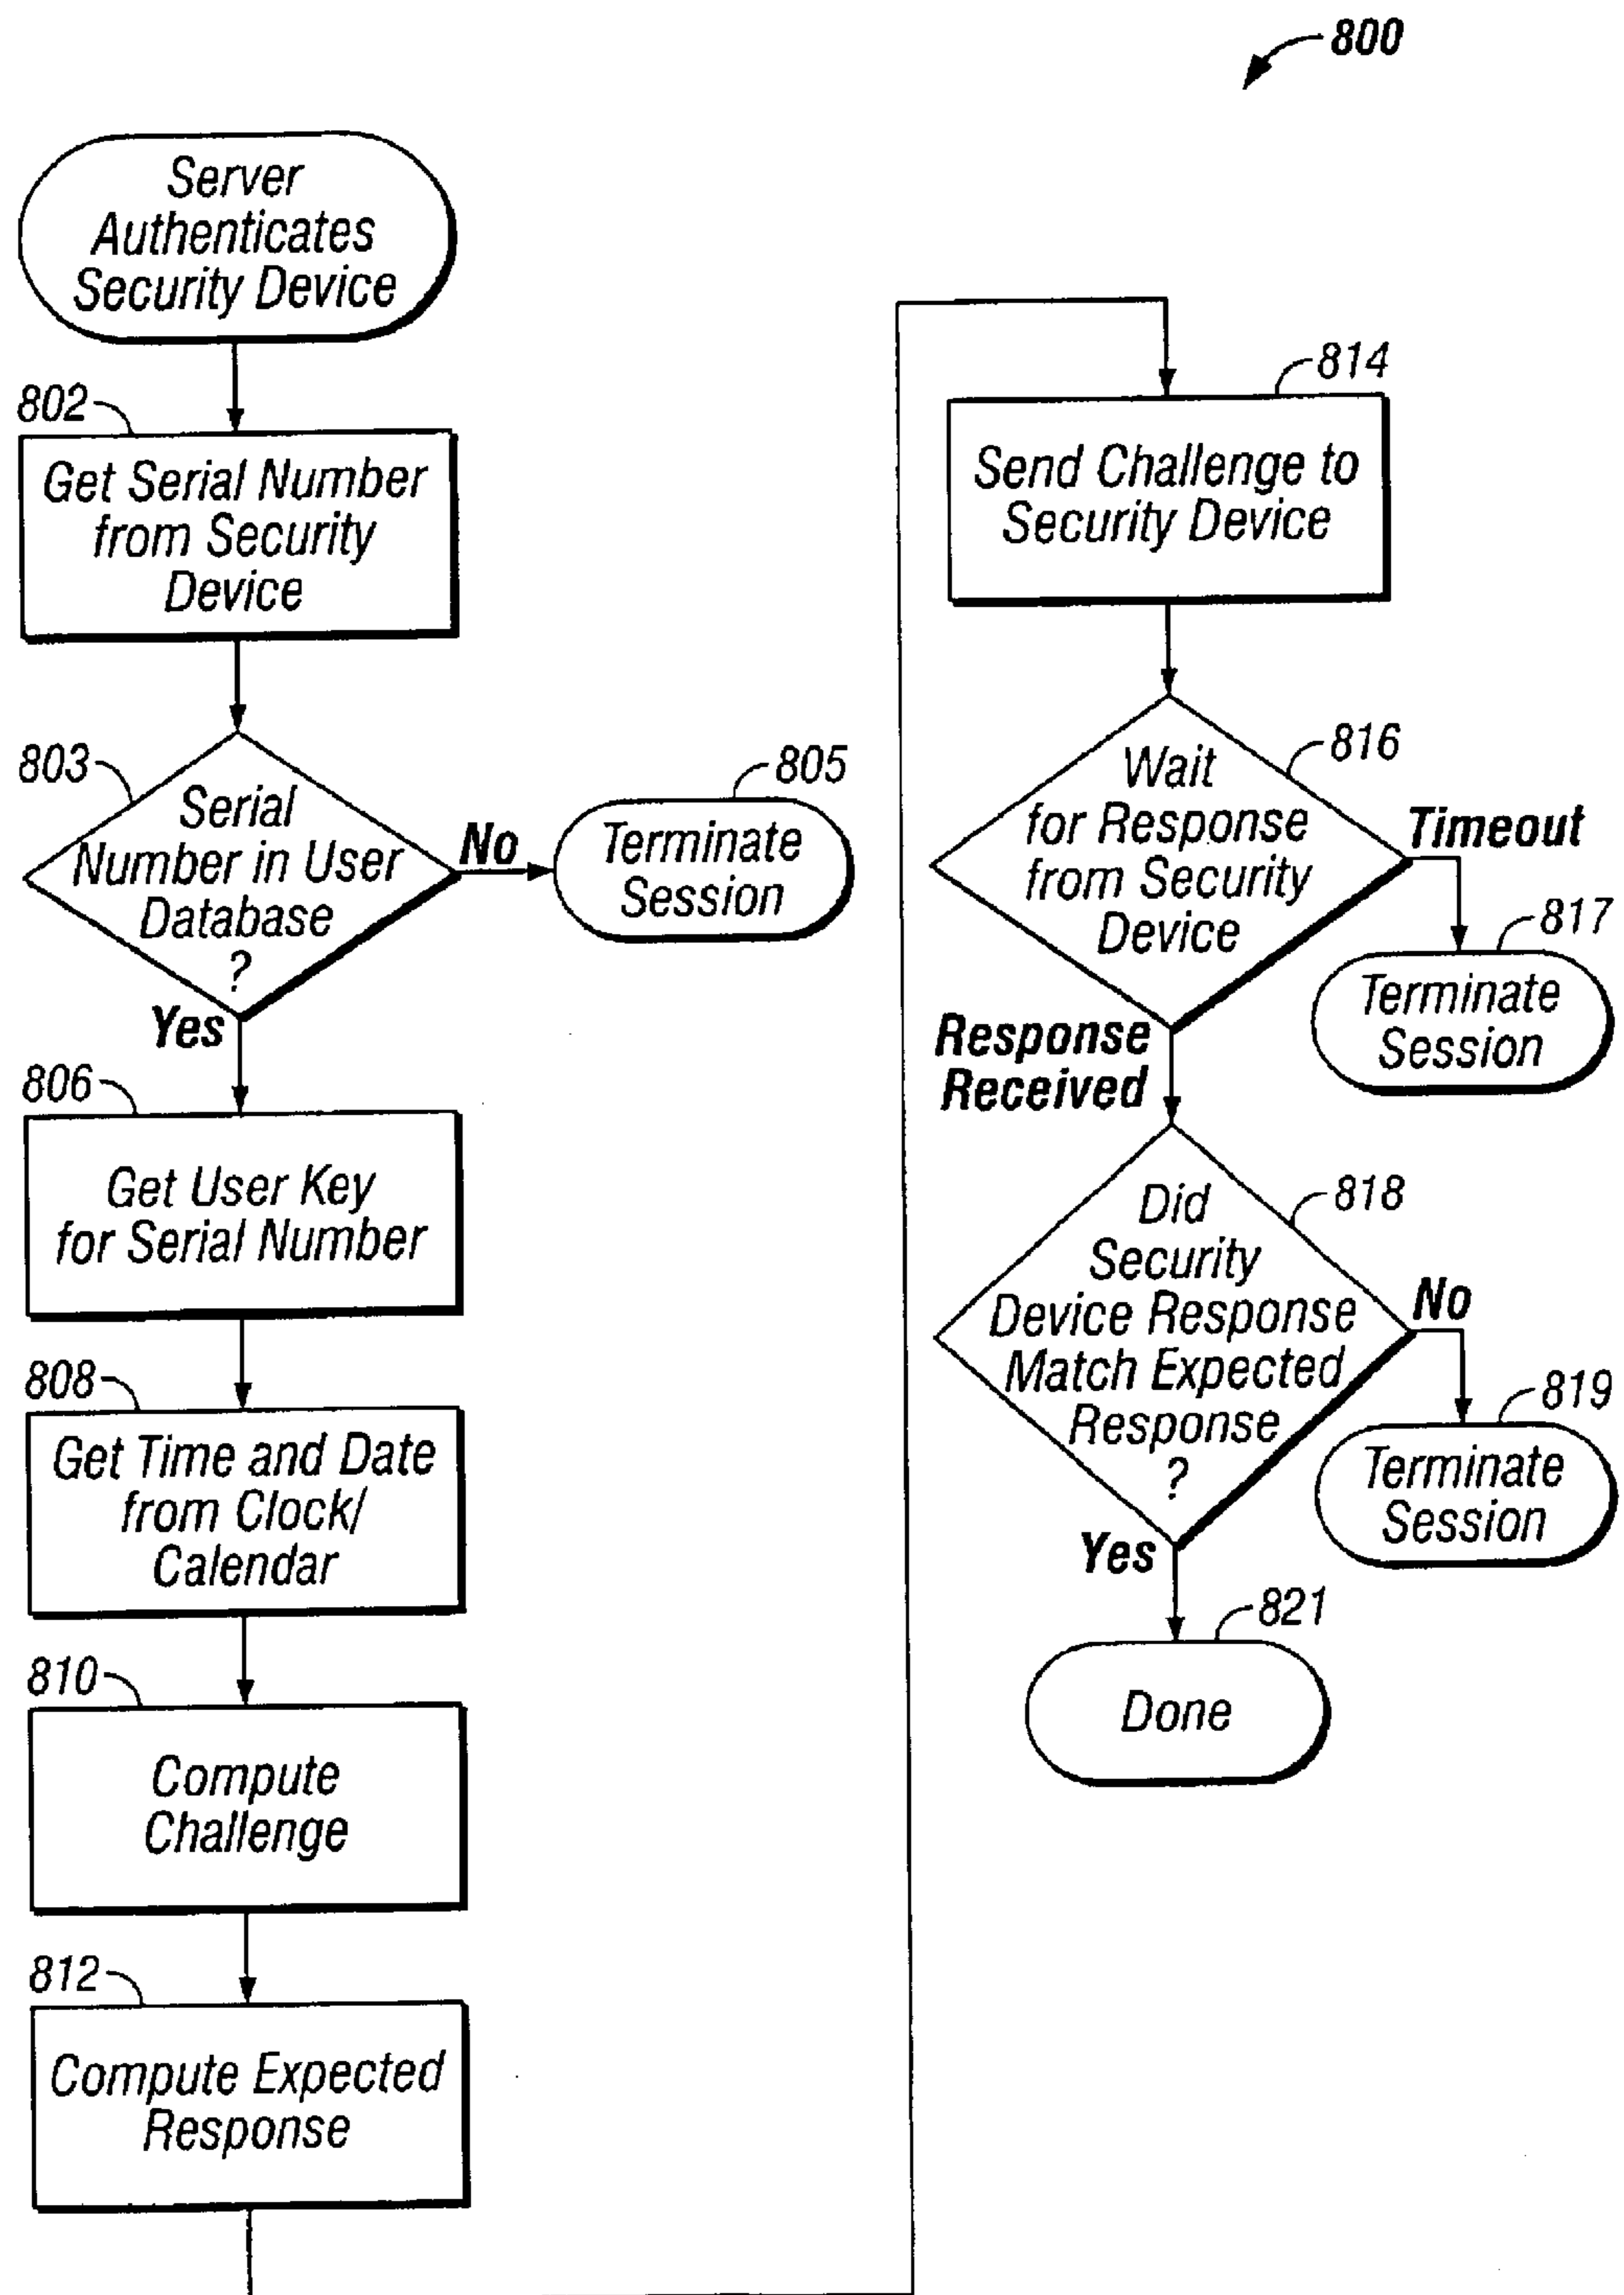 800
Server
Authenticates
Security Device
802
Get Serial Number
from Security
Device
803
Serial
Number in User
Database
?
No
805
Terminate
Session
Yes
806
Get User Key
for Serial Number
808
Get Time and Date
from Clock/
Calendar
810
Compute
Challenge
812
Compute Expected
Response
814
Send Challenge to
Security Device
816
Wait
for Response
from Security
Device
Timeout
817
Terminate
Session
Response
Received
818
Did
Security
Device Response
Match Expected
Response
?
No
819
Terminate
Session
Yes
821
Done